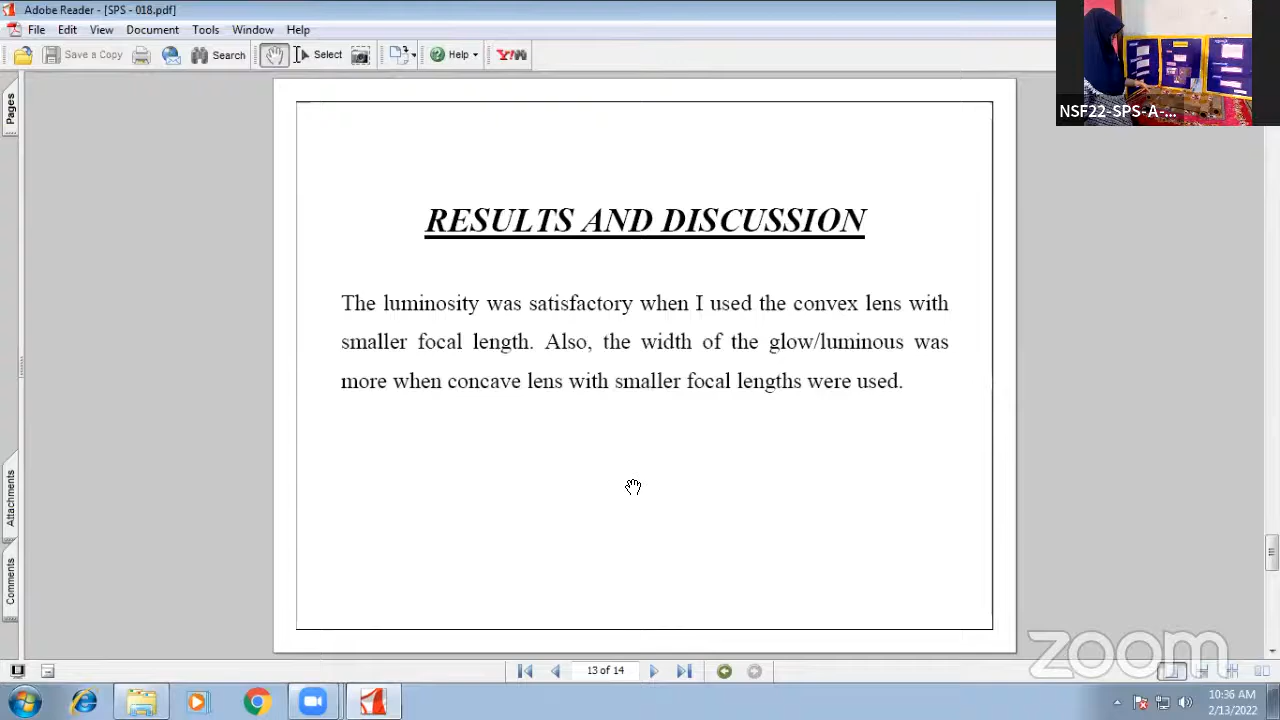 Adobe Reader - [SPS - 018.pdf]
File Edit View Document Tools Window Help
Save a Copy Search Select Help Y!
NSF22-SPS-A-...
Pages
RESULTS AND DISCUSSION
The luminosity was satisfactory when I used the convex lens with
smaller focal length. Also, the width of the glow/luminous was
more when concave lens with smaller focal lengths were used.
Attachments
Comments
13 of 14
zoom
10:36 AM
2/13/2022